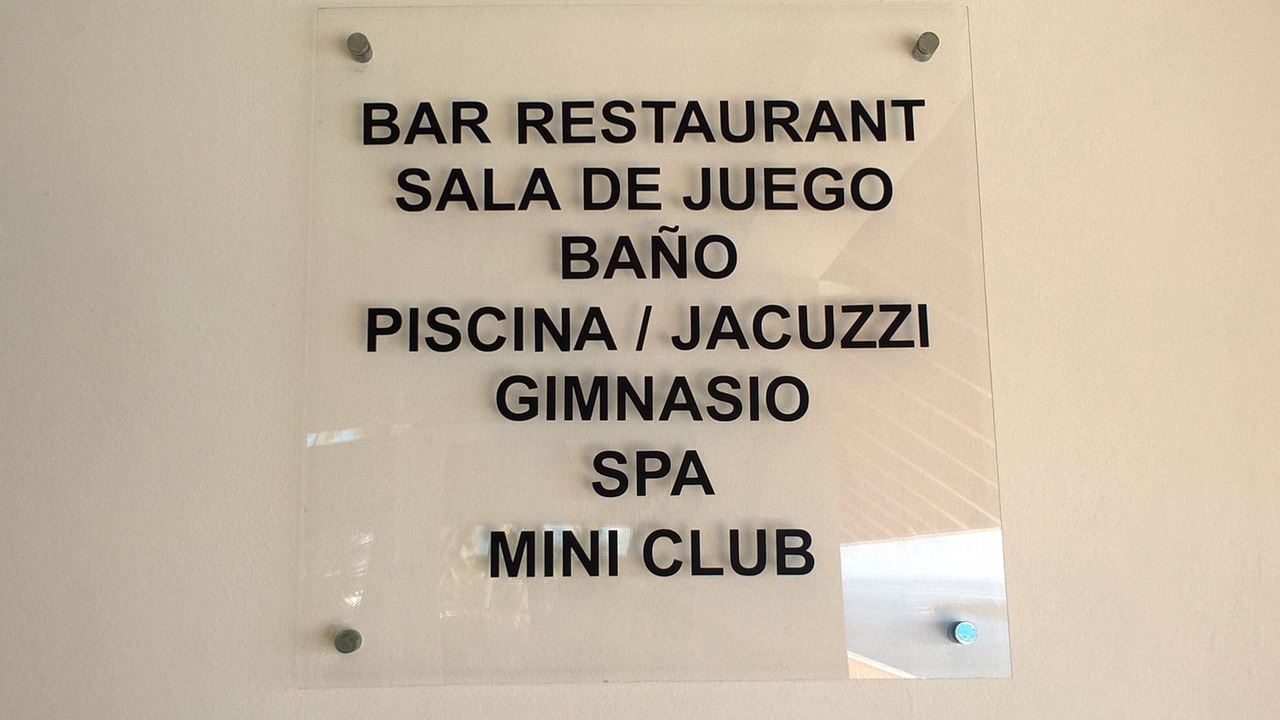 BAR RESTAURANT
SALA DE JUEGO
BAÑO
PISCINA / JACUZZI
GIMNASIO
SPA
MINI CLUB